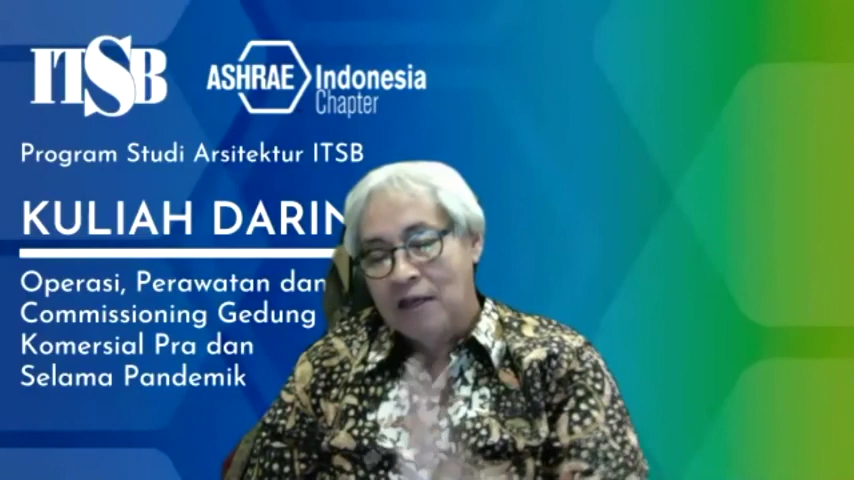 ITSB
ASHRAE Indonesia
Chapter
Program Studi Arsitektur ITSB
KULIAH DARIN
Operasi, Perawatan dan
Commissioning Gedung
Komersial Pra dan
Selama Pandemik